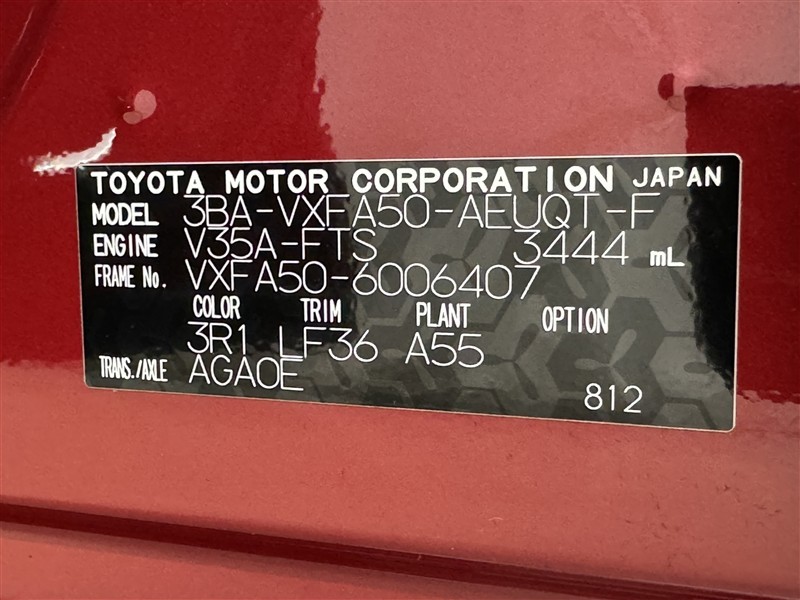 TOYOTA MOTOR CORPORATION JAPAN
MODEL 3BA-VXFA50-AEUQT-F
ENGINE V35A-FTS 3444 mL
FRAME No. VXFA50-6006407
COLOR TRIM PLANT OPTION
3R1 LF36 A55
TRANS./AXLE AGA0E
812